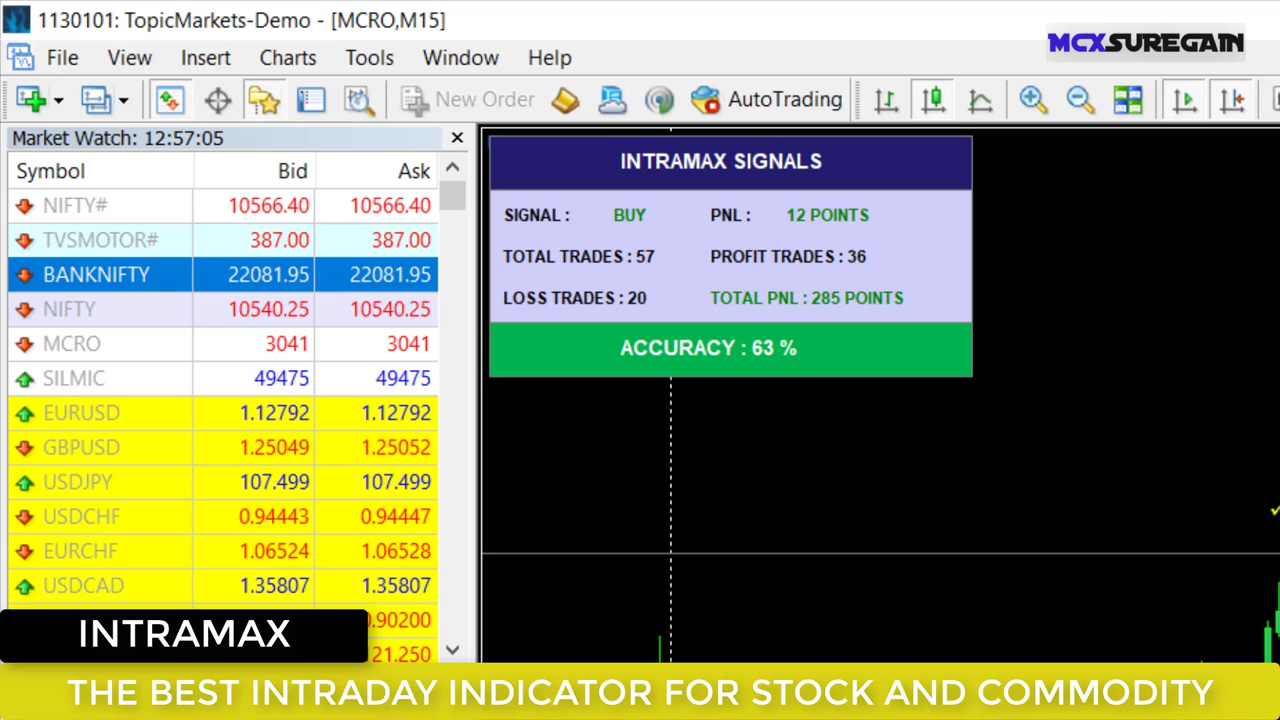 1130101: TopicMarkets-Demo - [MCRO,M15]
MCXSUREGAIN
File View Insert Charts Tools Window Help
New Order AutoTrading
Market Watch: 12:57:05
Symbol Bid Ask
NIFTY# 10566.40 10566.40
TVSMOTOR# 387.00 387.00
BANKNIFTY 22081.95 22081.95
NIFTY 10540.25 10540.25
MCRO 3041 3041
SILMIC 49475 49475
EURUSD 1.12792 1.12792
GBPUSD 1.25049 1.25052
USDJPY 107.499 107.499
USDCHF 0.94443 0.94447
EURCHF 1.06524 1.06528
USDCAD 1.35807 1.35807
INTRAMAX SIGNALS
SIGNAL : BUY PNL : 12 POINTS
TOTAL TRADES : 57 PROFIT TRADES : 36
LOSS TRADES : 20 TOTAL PNL : 285 POINTS
ACCURACY : 63 %
INTRAMAX
THE BEST INTRADAY INDICATOR FOR STOCK AND COMMODITY